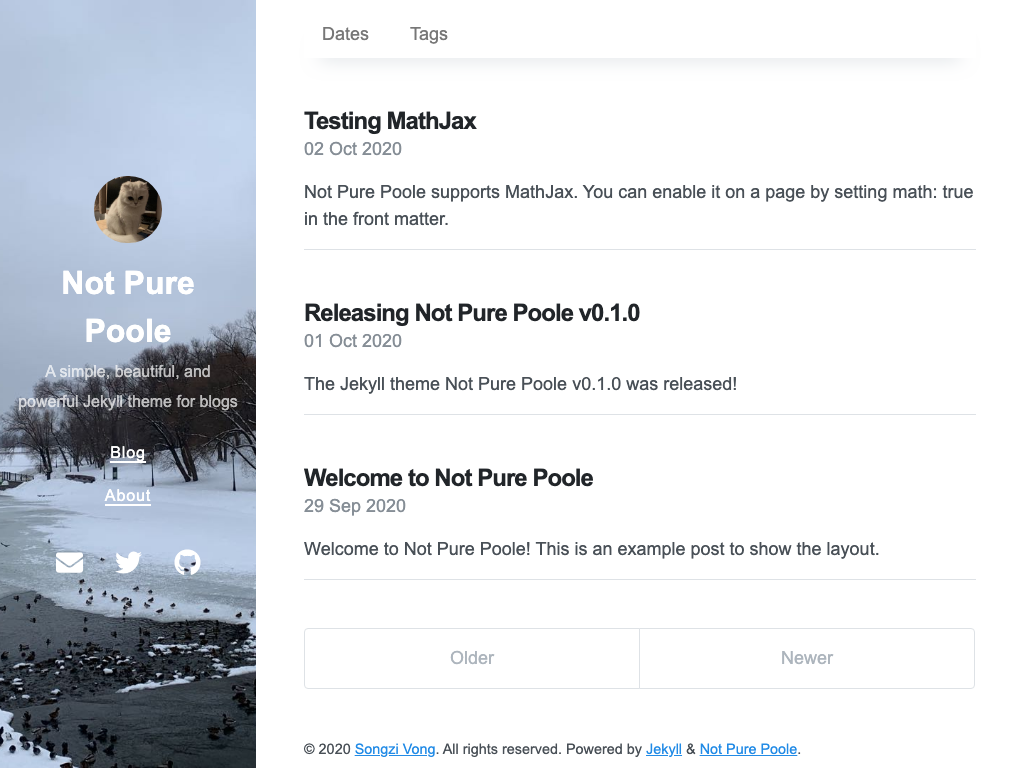 Not Pure
Poole
A simple, beautiful, and
powerful Jekyll theme for blogs
Blog
About
Dates Tags
Testing MathJax
02 Oct 2020
Not Pure Poole supports MathJax. You can enable it on a page by setting math: true
in the front matter.
Releasing Not Pure Poole v0.1.0
01 Oct 2020
The Jekyll theme Not Pure Poole v0.1.0 was released!
Welcome to Not Pure Poole
29 Sep 2020
Welcome to Not Pure Poole! This is an example post to show the layout.
Older Newer
© 2020 Songzi Vong. All rights reserved. Powered by Jekyll & Not Pure Poole.